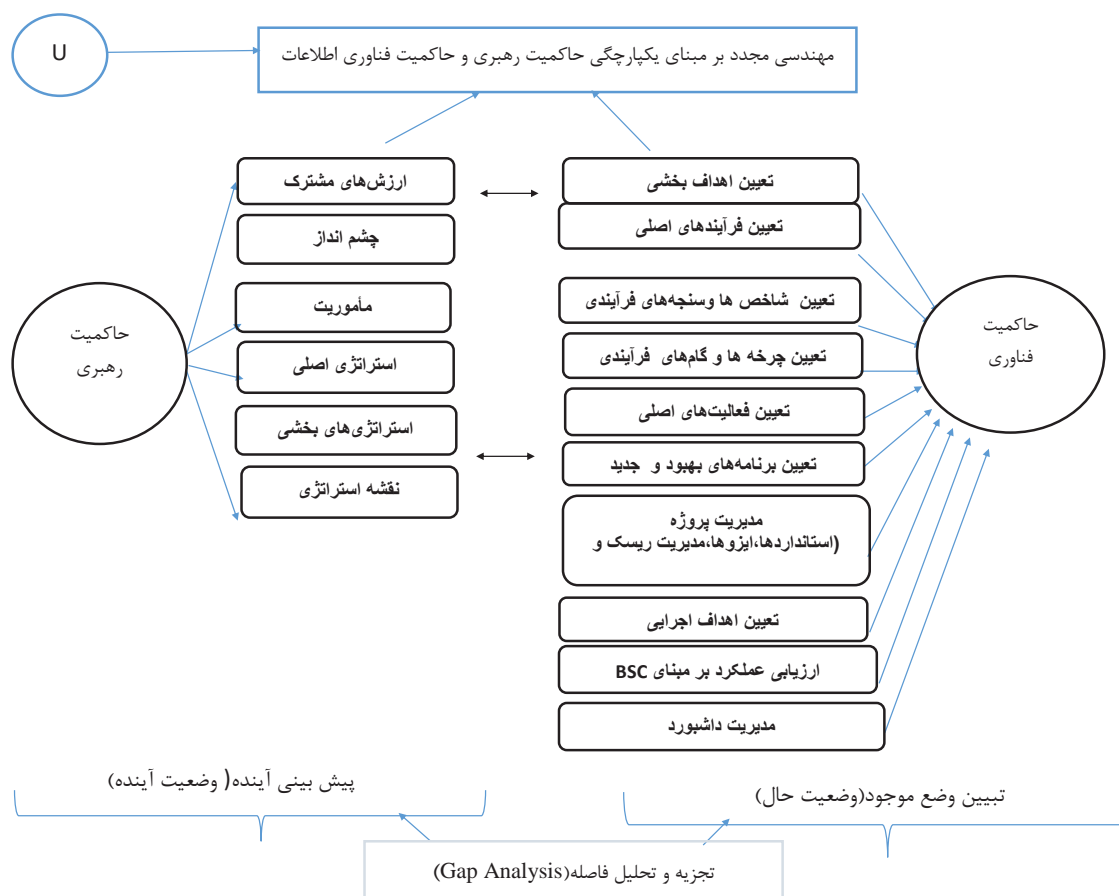 U
مهندسی مجدد بر مبنای یکپارچگی حاکمیت رهبری و حاکمیت فناوری اطلاعات
تعیین اهداف بخشی
تعیین فرآیندهای اصلی
تعیین شاخص ها وسنجه‌های فرآیندی
تعیین چرخه ها و گام‌های فرآیندی
تعیین فعالیت‌های اصلی
تعیین برنامه‌های بهبود و جدید
مدیریت پروژه
(استانداردها،ایزوها،مدیریت ریسک و
تعیین اهداف اجرایی
ارزیابی عملکرد بر مبنای BSC
مدیریت داشبورد
حاکمیت
فناوری
ارزش‌های مشترک
چشم انداز
مأموریت
استراتژی اصلی
استراتژی‌های بخشی
نقشه استراتژی
حاکمیت
رهبری
تبیین وضع موجود(وضعیت حال)
پیش بینی آینده( وضعیت آینده)
تجزیه و تحلیل فاصله(Gap Analysis)